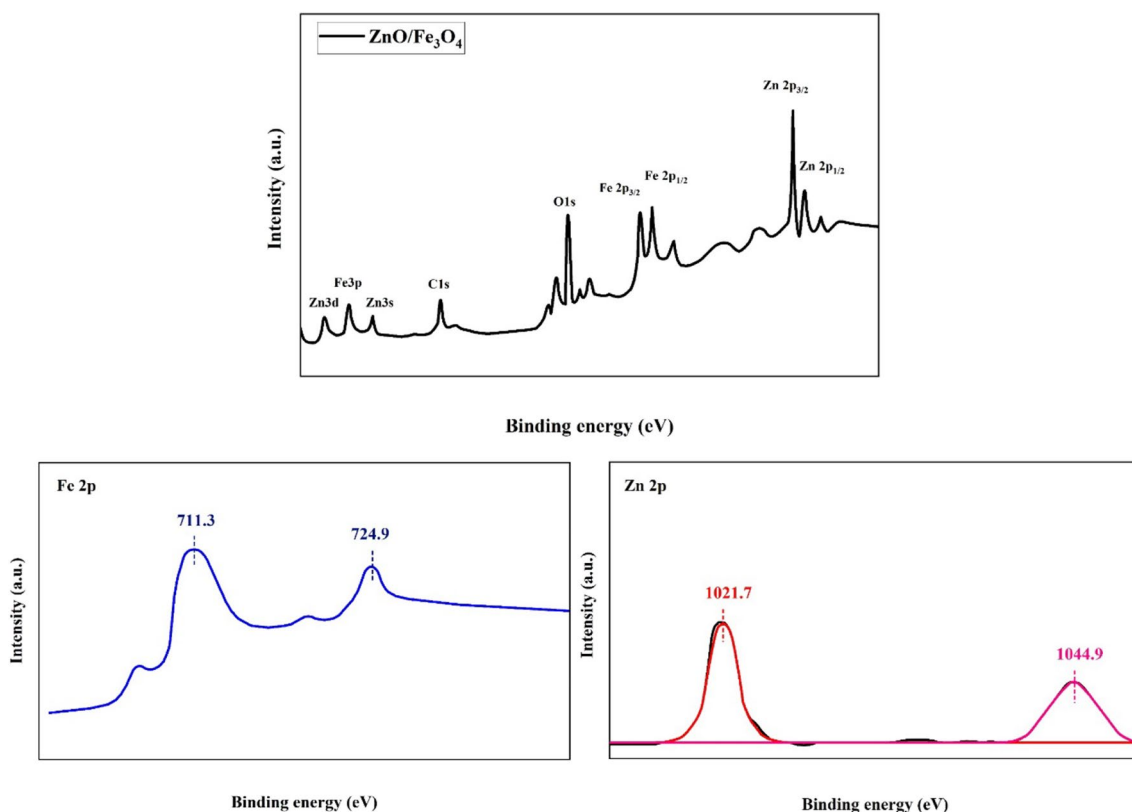 ZnO/Fe₃O₄
Zn 2p₃/₂
Zn 2p₁/₂
Fe 2p₃/₂
Fe 2p₁/₂
O1s
Fe3p
Zn3d
Zn3s
C1s
Intensity (a.u.)
Binding energy (eV)
Fe 2p
711.3
724.9
Intensity (a.u.)
Binding energy (eV)
Zn 2p
1021.7
1044.9
Intensity (a.u.)
Binding energy (eV)